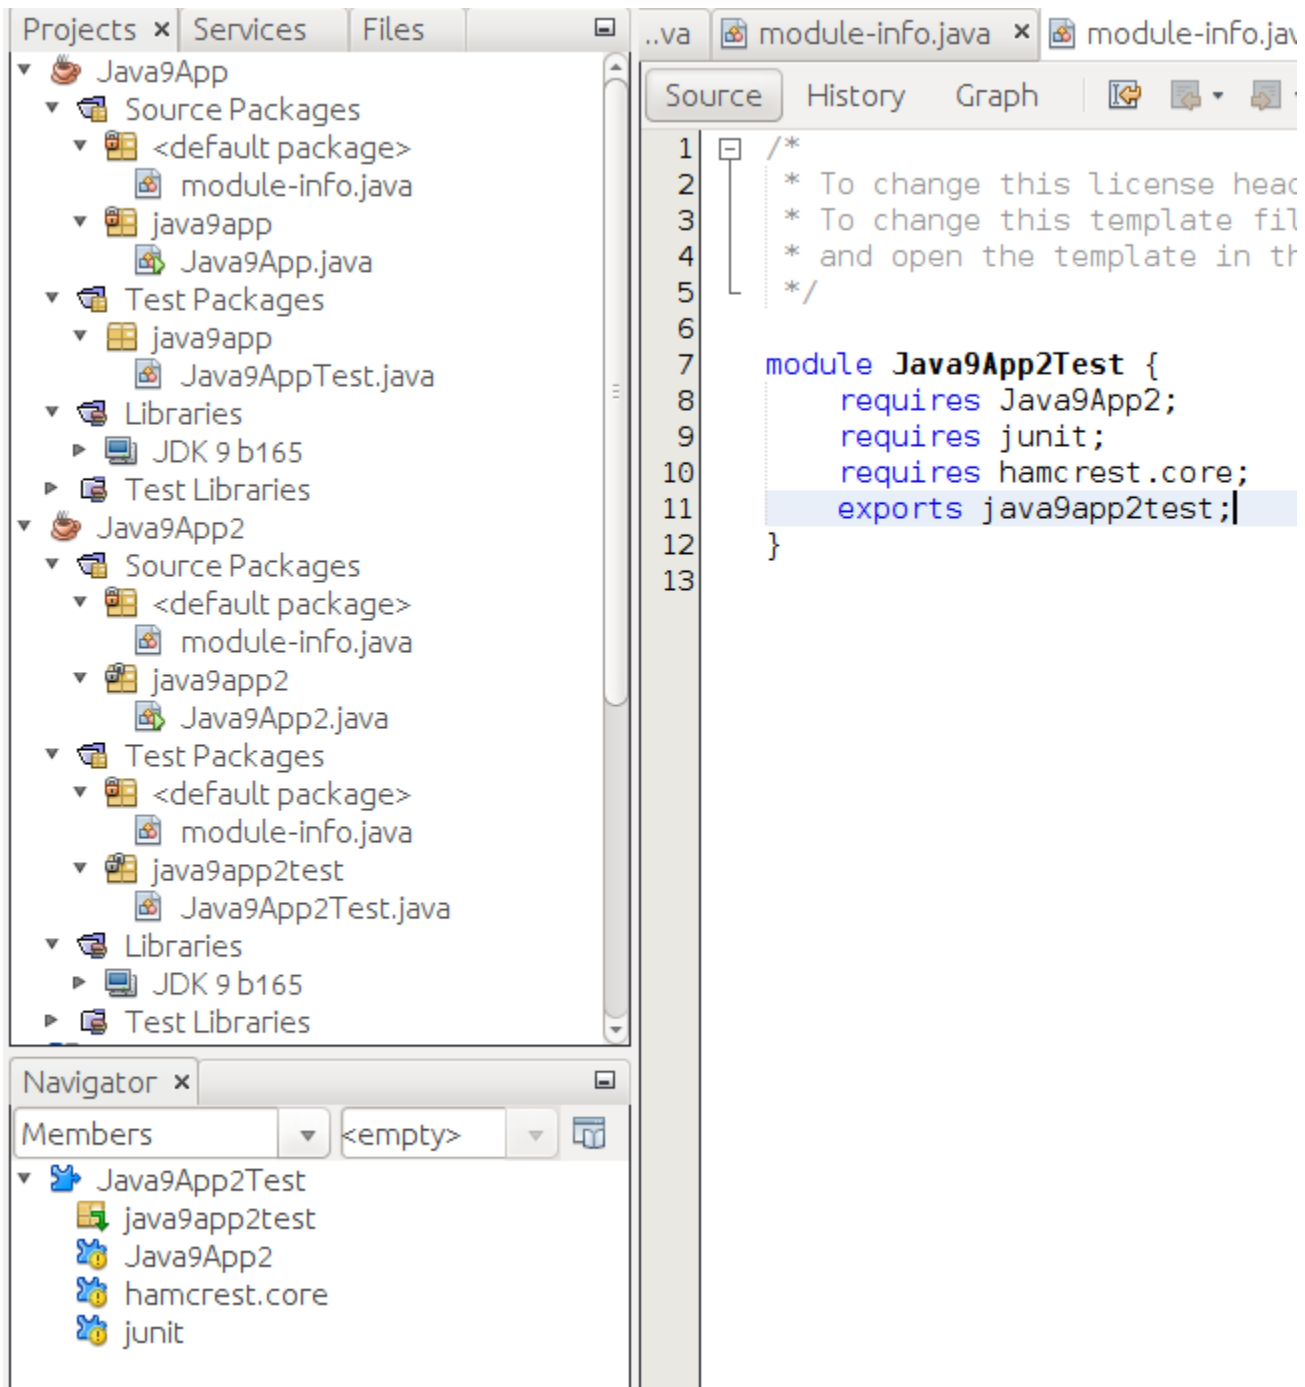 Projects Services Files
Java9App
Source Packages
<default package>
module-info.java
java9app
Java9App.java
Test Packages
java9app
Java9AppTest.java
Libraries
JDK 9 b165
Test Libraries
Java9App2
Source Packages
<default package>
module-info.java
java9app2
Java9App2.java
Test Packages
<default package>
module-info.java
java9app2test
Java9App2Test.java
Libraries
JDK 9 b165
Test Libraries
Navigator
Members <empty>
Java9App2Test
java9app2test
Java9App2
hamcrest.core
junit
..va module-info.java module-info.jav
Source History Graph
1 /*
2 * To change this license head
3 * To change this template fil
4 * and open the template in th
5 */
6
7 module Java9App2Test {
8 requires Java9App2;
9 requires junit;
10 requires hamcrest.core;
11 exports java9app2test;
12 }
13